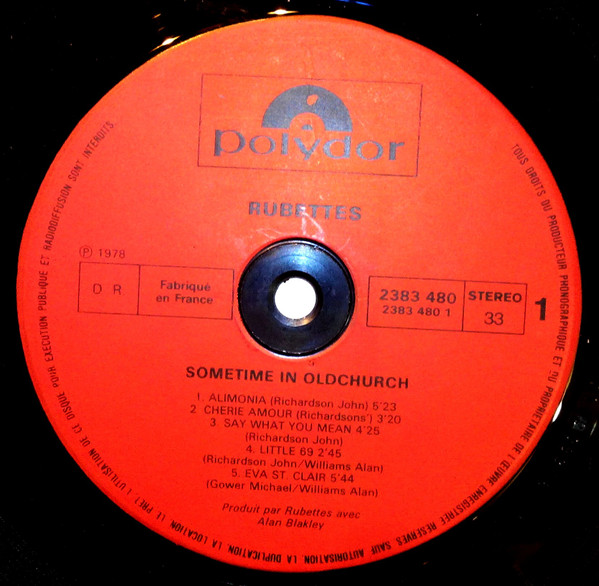 polydor
RUBETTES
℗ 1978
D R
Fabriqué
en France
2383 480
2383 480 1
STEREO
33
1
SOMETIME IN OLDCHURCH
1. ALIMONIA (Richardson John) 5'23
2. CHERIE AMOUR (Richardsons') 3'20
3. SAY WHAT YOU MEAN 4'25
(Richardson John)
4. LITTLE 69 2'45
(Richardson John/Williams Alan)
5. EVA ST. CLAIR 5'44
(Gower Michael/Williams Alan)
Produit par Rubettes avec
Alan Blakley
TOUS DROITS DU PRODUCTEUR PHONOGRAPHIQUE ET DU PROPRIETAIRE DE L'ŒUVRE ENREGISTREE RESERVES. SAUF AUTORISATION, LA DUPLICATION, LA LOCATION, LE PRET, L'UTILISATION DE CE DISQUE POUR EXECUTION PUBLIQUE ET RADIODIFFUSION SONT INTERDITS.